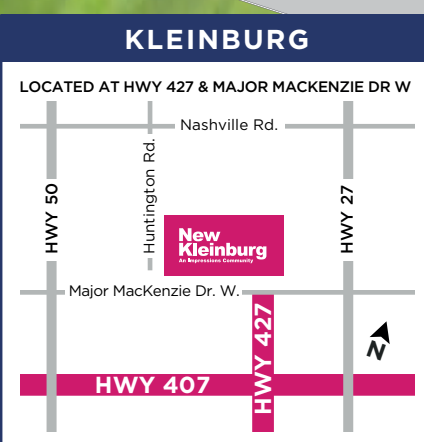 KLEINBURG
LOCATED AT HWY 427 & MAJOR MACKENZIE DR W
Nashville Rd.
HWY 50
Huntington Rd.
HWY 27
New
Kleinburg
An Impressions Community
Major MacKenzie Dr. W.
HWY 427
N
HWY 407